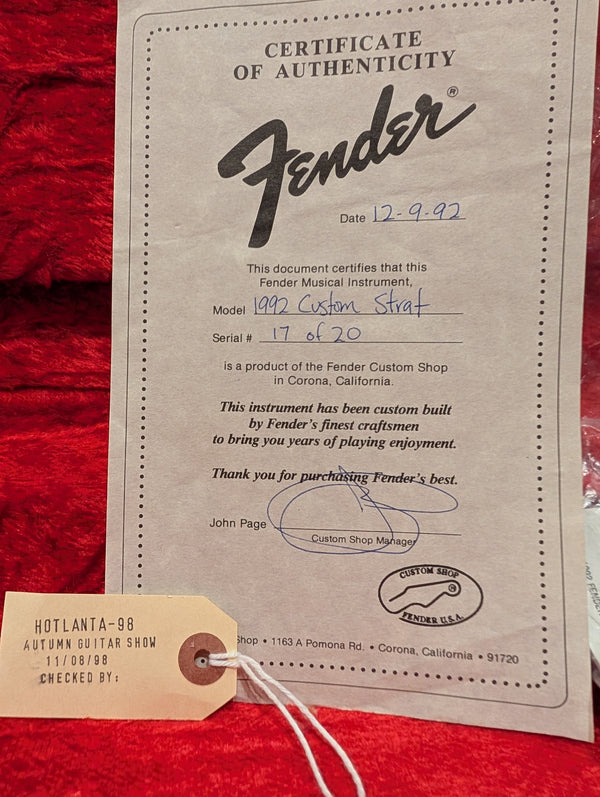 CERTIFICATE
OF AUTHENTICITY
Fender®
Date 12-9-92
This document certifies that this
Fender Musical Instrument,
Model 1992 Custom Strat
Serial # 17 of 20
is a product of the Fender Custom Shop
in Corona, California.
This instrument has been custom built
by Fender's finest craftsmen
to bring you years of playing enjoyment.
Thank you for purchasing Fender's best.
John Page
Custom Shop Manager
CUSTOM SHOP
®
FENDER U.S.A.
Shop • 1163 A Pomona Rd. • Corona, California • 91720
HOTLANTA-98
AUTUMN GUITAR SHOW
11/08/98
CHECKED BY: